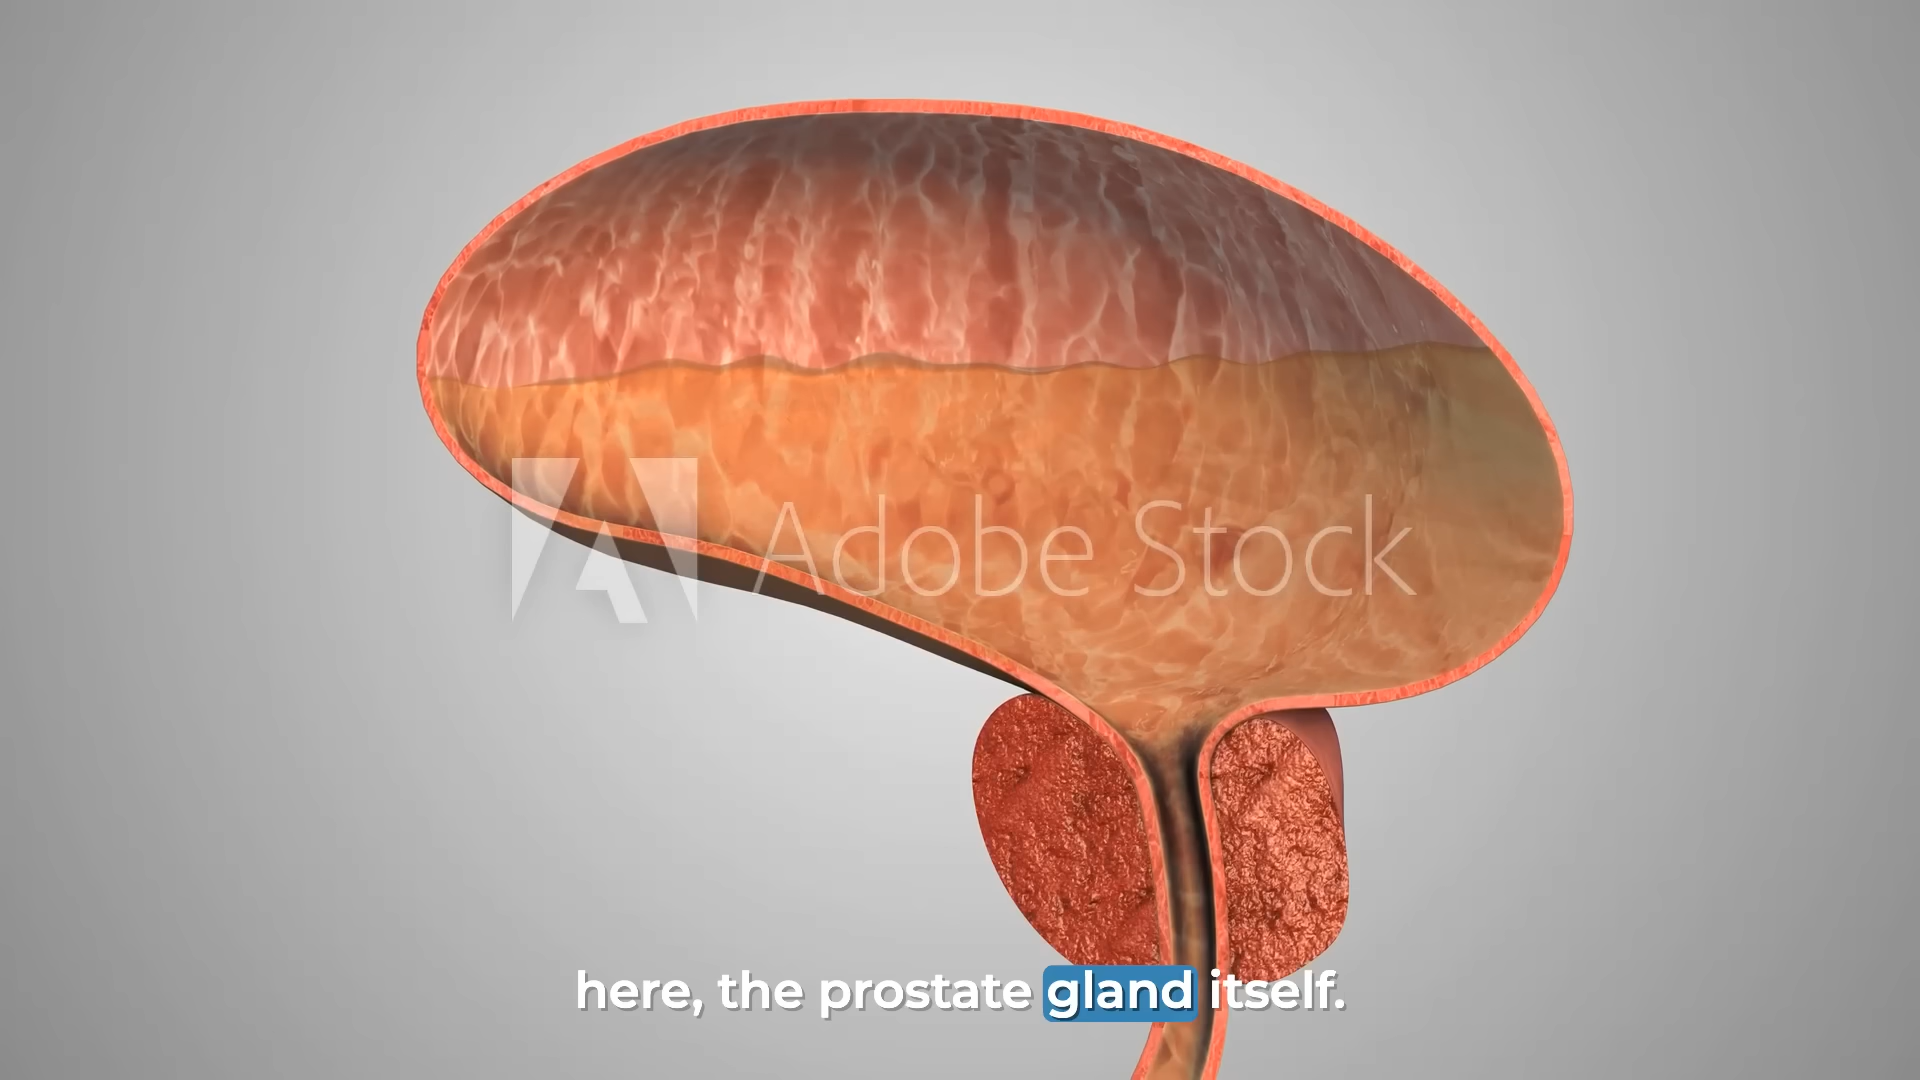 Adobe Stock
here, the prostate gland itself.